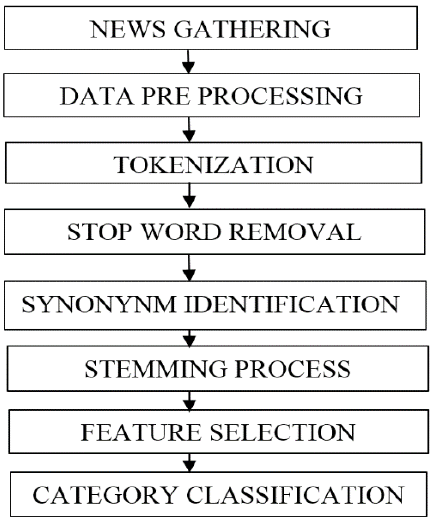 NEWS GATHERING
DATA PRE PROCESSING
TOKENIZATION
STOP WORD REMOVAL
SYNONYNM IDENTIFICATION
STEMMING PROCESS
FEATURE SELECTION
CATEGORY CLASSIFICATION